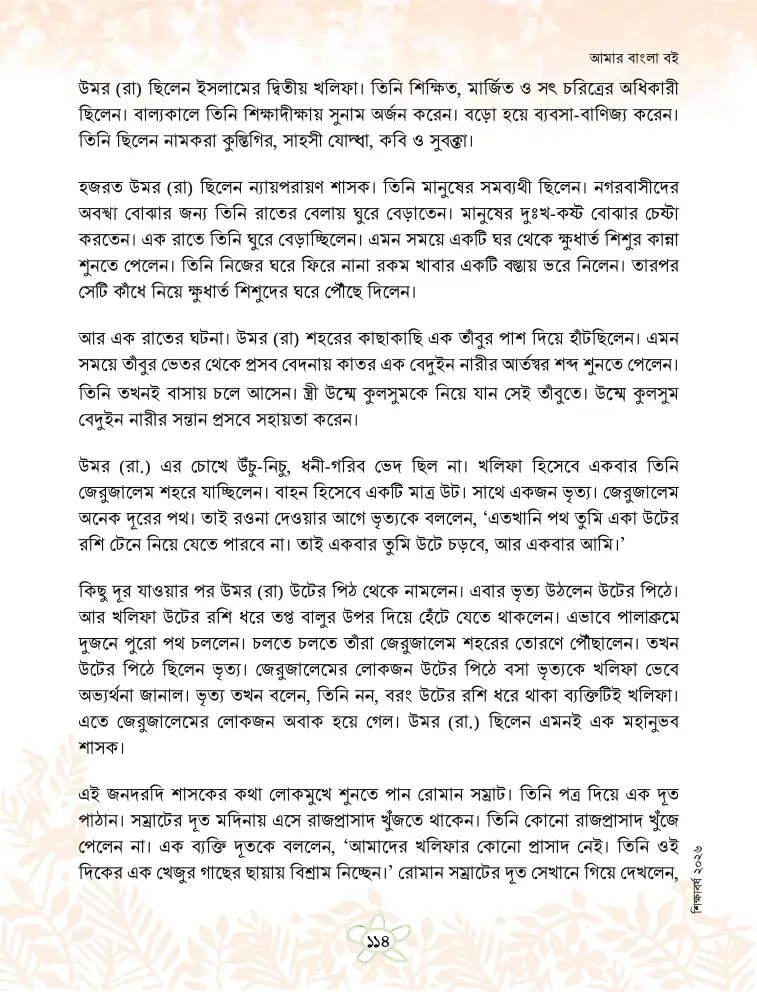 আমার বাংলা বই
উমর (রা) ছিলেন ইসলামের দ্বিতীয় খলিফা। তিনি শিক্ষিত, মার্জিত ও সৎ চরিত্রের অধিকারী
ছিলেন। বাল্যকালে তিনি শিক্ষাদীক্ষায় সুনাম অর্জন করেন। বড়ো হয়ে ব্যবসা-বাণিজ্য করেন।
তিনি ছিলেন নামকরা কুস্তিগির, সাহসী যোদ্ধা, কবি ও সুবক্তা।
হজরত উমর (রা) ছিলেন ন্যায়পরায়ণ শাসক। তিনি মানুষের সমব্যথী ছিলেন। নগরবাসীদের
অবস্থা বোঝার জন্য তিনি রাতের বেলায় ঘুরে বেড়াতেন। মানুষের দুঃখ-কষ্ট বোঝার চেষ্টা
করতেন। এক রাতে তিনি ঘুরে বেড়াচ্ছিলেন। এমন সময়ে একটি ঘর থেকে ক্ষুধার্ত শিশুর কান্না
শুনতে পেলেন। তিনি নিজের ঘরে ফিরে নানা রকম খাবার একটি বস্তায় ভরে নিলেন। তারপর
সেটি কাঁধে নিয়ে ক্ষুধার্ত শিশুদের ঘরে পৌঁছে দিলেন।
আর এক রাতের ঘটনা। উমর (রা) শহরের কাছাকাছি এক তাঁবুর পাশ দিয়ে হাঁটছিলেন। এমন
সময়ে তাঁবুর ভেতর থেকে প্রসব বেদনায় কাতর এক বেদুইন নারীর আর্তস্বর শব্দ শুনতে পেলেন।
তিনি তখনই বাসায় চলে আসেন। স্ত্রী উম্মে কুলসুমকে নিয়ে যান সেই তাঁবুতে। উম্মে কুলসুম
বেদুইন নারীর সন্তান প্রসবে সহায়তা করেন।
উমর (রা.) এর চোখে উঁচু-নিচু, ধনী-গরিব ভেদ ছিল না। খলিফা হিসেবে একবার তিনি
জেরুজালেম শহরে যাচ্ছিলেন। বাহন হিসেবে একটি মাত্র উট। সাথে একজন ভৃত্য। জেরুজালেম
অনেক দূরের পথ। তাই রওনা দেওয়ার আগে ভৃত্যকে বললেন, ‘এতখানি পথ তুমি একা উটের
রশি টেনে নিয়ে যেতে পারবে না। তাই একবার তুমি উটে চড়বে, আর একবার আমি।’
কিছু দূর যাওয়ার পর উমর (রা) উটের পিঠ থেকে নামলেন। এবার ভৃত্য উঠলেন উটের পিঠে।
আর খলিফা উটের রশি ধরে তপ্ত বালুর উপর দিয়ে হেঁটে যেতে থাকলেন। এভাবে পালাক্রমে
দুজনে পুরো পথ চললেন। চলতে চলতে তাঁরা জেরুজালেম শহরের তোরণে পৌঁছালেন। তখন
উটের পিঠে ছিলেন ভৃত্য। জেরুজালেমের লোকজন উটের পিঠে বসা ভৃত্যকে খলিফা ভেবে
অভ্যর্থনা জানাল। ভৃত্য তখন বলেন, তিনি নন, বরং উটের রশি ধরে থাকা ব্যক্তিটিই খলিফা।
এতে জেরুজালেমের লোকজন অবাক হয়ে গেল। উমর (রা.) ছিলেন এমনই এক মহানুভব
শাসক।
এই জনদরদি শাসকের কথা লোকমুখে শুনতে পান রোমান সম্রাট। তিনি পত্র দিয়ে এক দূত
পাঠান। সম্রাটের দূত মদিনায় এসে রাজপ্রাসাদ খুঁজতে থাকেন। তিনি কোনো রাজপ্রাসাদ খুঁজে
পেলেন না। এক ব্যক্তি দূতকে বললেন, ‘আমাদের খলিফার কোনো প্রাসাদ নেই। তিনি ওই
দিকের এক খেজুর গাছের ছায়ায় বিশ্রাম নিচ্ছেন।’ রোমান সম্রাটের দূত সেখানে গিয়ে দেখলেন,
শিক্ষাবর্ষ ২০২৬
১১৪